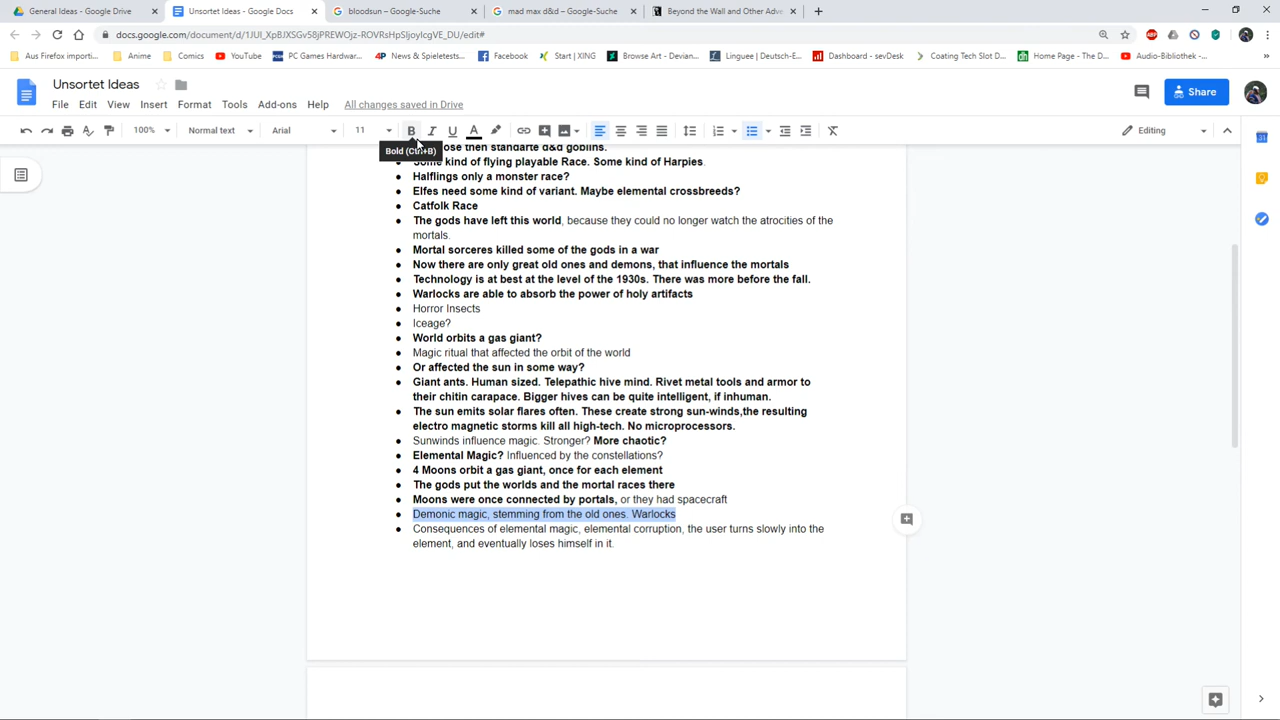 General Ideas - Google Drive × Unsortet Ideas - Google Docs × bloodsun – Google-Suche × mad max d&d – Google-Suche × Beyond the Wall and Other Adve ×
docs.google.com/document/d/
Aus Firefox importi... Anime Comics YouTube PC Games Hardwar... News & Spieletests... Facebook Start | XING Browse Art - Devian... Linguee | Deutsch-E... Dashboard - sevDesk Coating Tech Slot D... Home Page - The D... Audio-Bibliothek -...
Unsortet Ideas
Share
File Edit View Insert Format Tools Add-ons Help All changes saved in Drive
100% Normal text Arial 11 B I U A Editing
Bold (Ctrl+B)
ose then standarte d&d goblins.
Some kind of flying playable Race. Some kind of Harpies.
Halflings only a monster race?
Elfes need some kind of variant. Maybe elemental crossbreeds?
Catfolk Race
The gods have left this world, because they could no longer watch the atrocities of the
mortals.
Mortal sorceres killed some of the gods in a war
Now there are only great old ones and demons, that influence the mortals
Technology is at best at the level of the 1930s. There was more before the fall.
Warlocks are able to absorb the power of holy artifacts
Horror Insects
Iceage?
World orbits a gas giant?
Magic ritual that affected the orbit of the world
Or affected the sun in some way?
Giant ants. Human sized. Telepathic hive mind. Rivet metal tools and armor to
their chitin carapace. Bigger hives can be quite intelligent, if inhuman.
The sun emits solar flares often. These create strong sun-winds,the resulting
electro magnetic storms kill all high-tech. No microprocessors.
Sunwinds influence magic. Stronger? More chaotic?
Elemental Magic? Influenced by the constellations?
4 Moons orbit a gas giant, once for each element
The gods put the worlds and the mortal races there
Moons were once connected by portals, or they had spacecraft
Demonic magic, stemming from the old ones. Warlocks
Consequences of elemental magic, elemental corruption, the user turns slowly into the
element, and eventually loses himself in it.